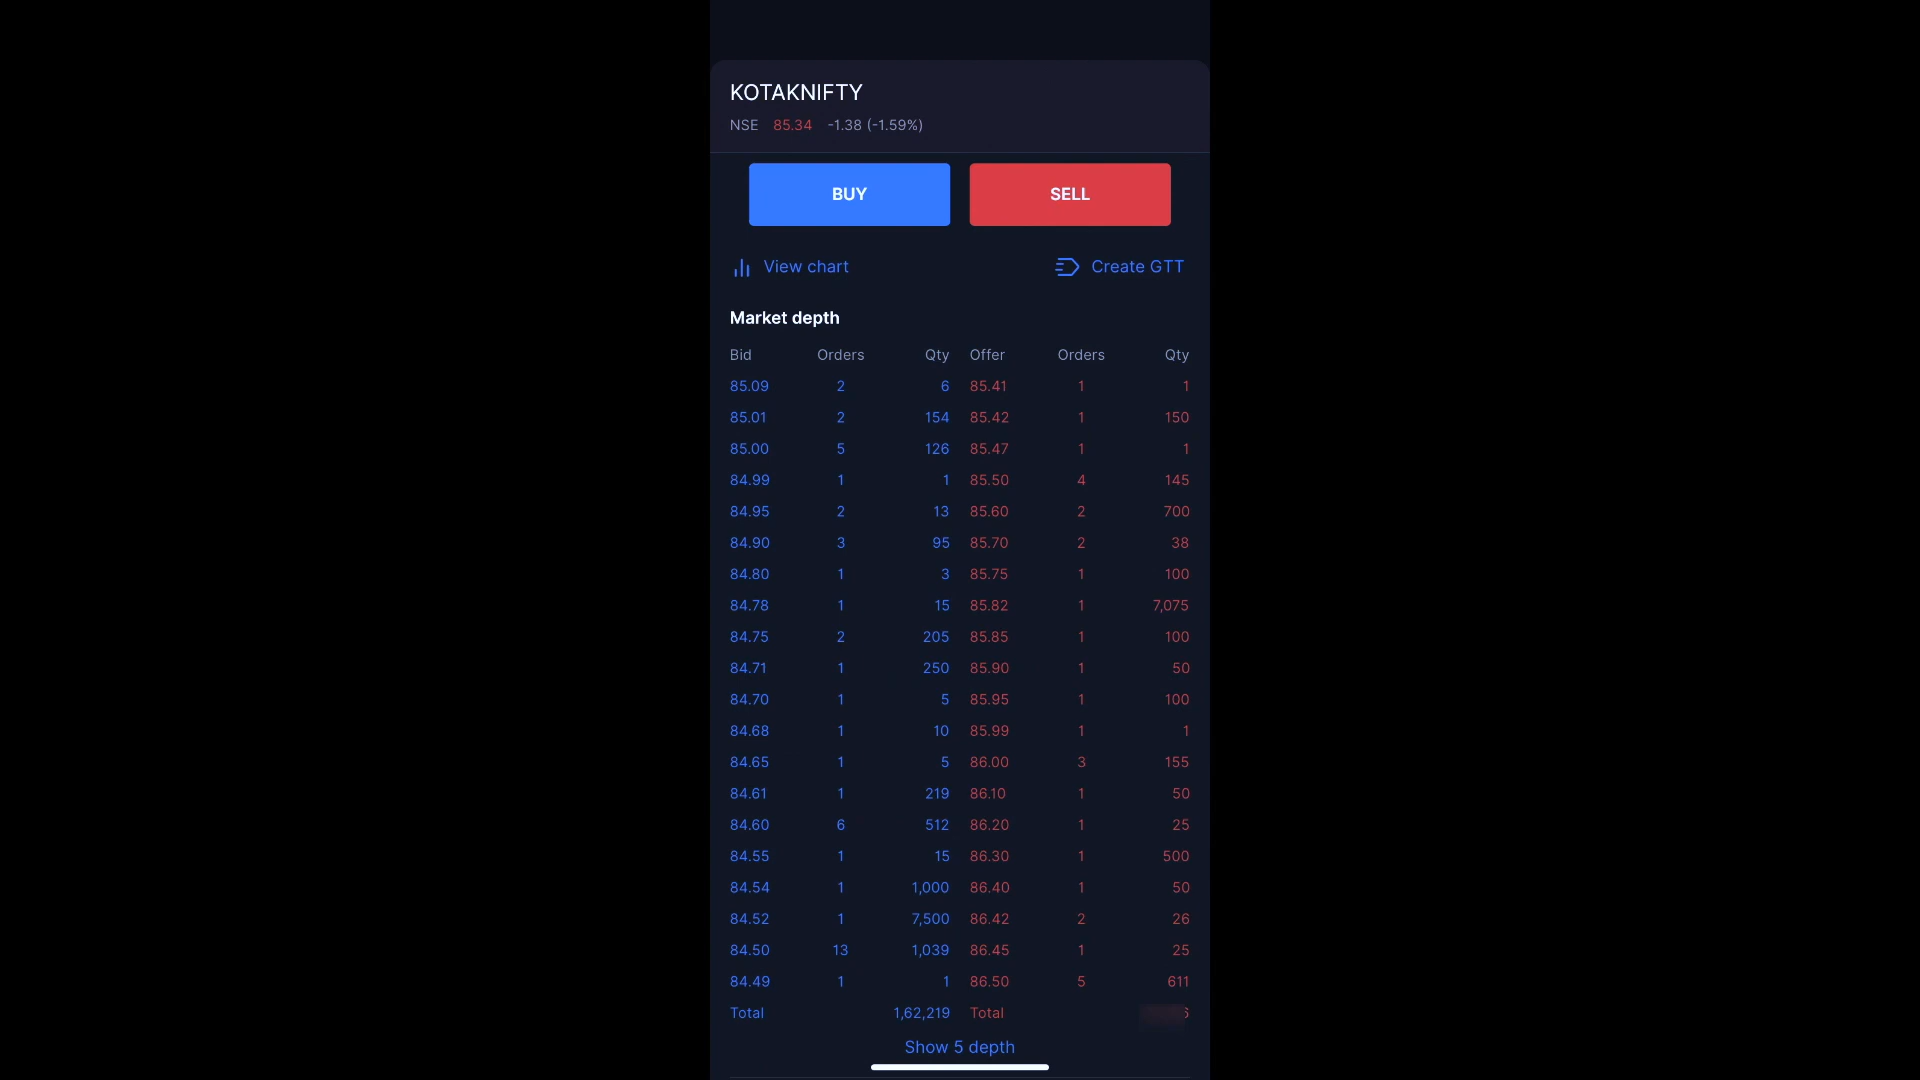 KOTAKNIFTY
NSE 85.34 -1.38 (-1.59%)
BUY SELL
View chart Create GTT
Market depth
Bid Orders Qty Offer Orders Qty
85.09 2 6 85.41 1 1
85.01 2 154 85.42 1 150
85.00 5 126 85.47 1 1
84.99 1 1 85.50 4 145
84.95 2 13 85.60 2 700
84.90 3 95 85.70 2 38
84.80 1 3 85.75 1 100
84.78 1 15 85.82 1 7,075
84.75 2 205 85.85 1 100
84.71 1 250 85.90 1 50
84.70 1 5 85.95 1 100
84.68 1 10 85.99 1 1
84.65 1 5 86.00 3 155
84.61 1 219 86.10 1 50
84.60 6 512 86.20 1 25
84.55 1 15 86.30 1 500
84.54 1 1,000 86.40 1 50
84.52 1 7,500 86.42 2 26
84.50 13 1,039 86.45 1 25
84.49 1 1 86.50 5 611
Total 1,62,219 Total
Show 5 depth